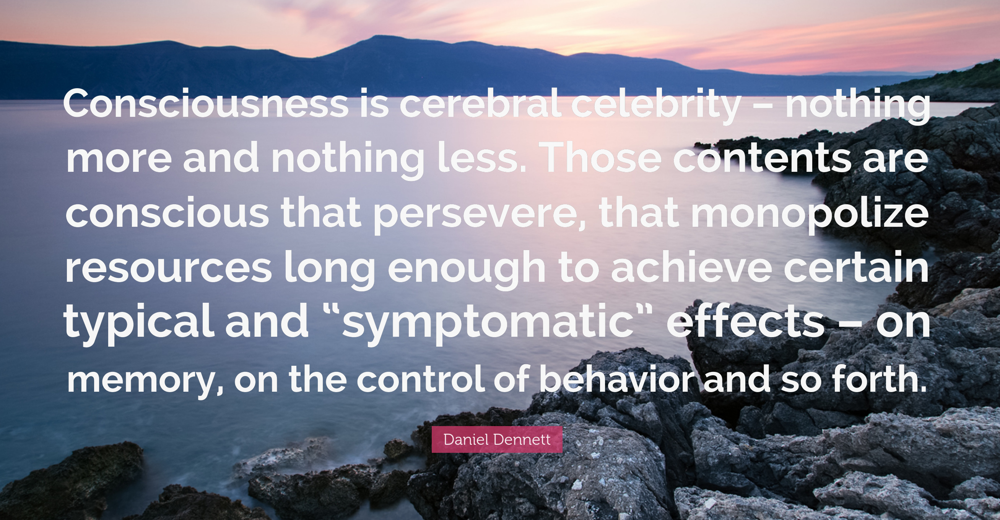 Consciousness is cerebral celebrity – nothing
more and nothing less. Those contents are
conscious that persevere, that monopolize
resources long enough to achieve certain
typical and “symptomatic” effects – on
memory, on the control of behavior and so forth.
Daniel Dennett